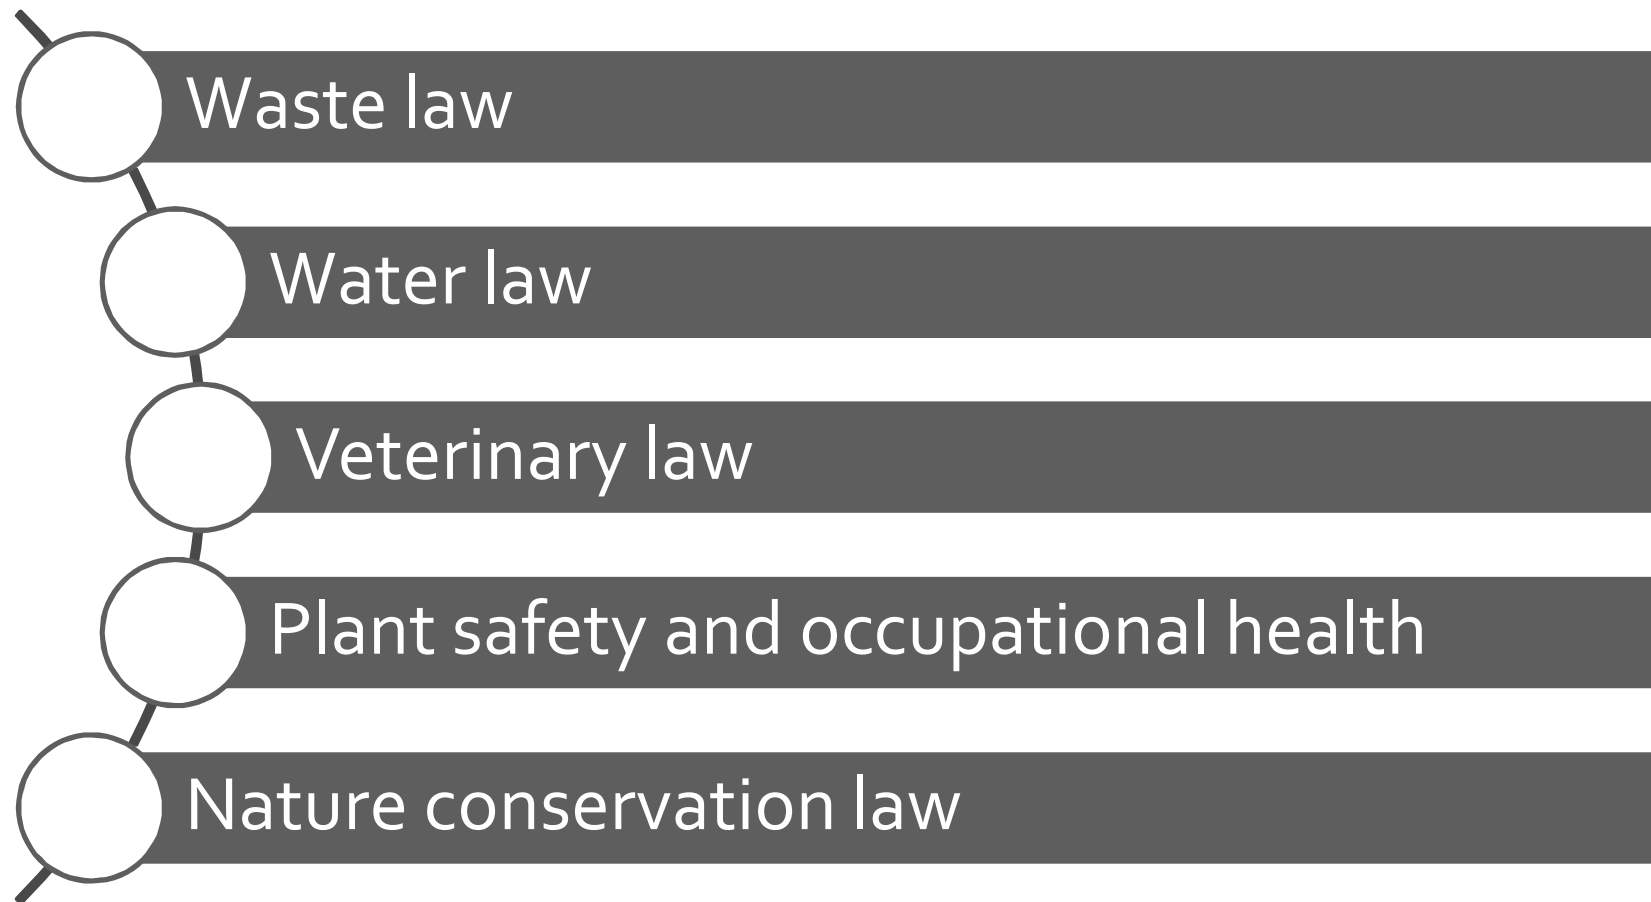 Waste law
Water law
Veterinary law
Plant safety and occupational health
Nature conservation law